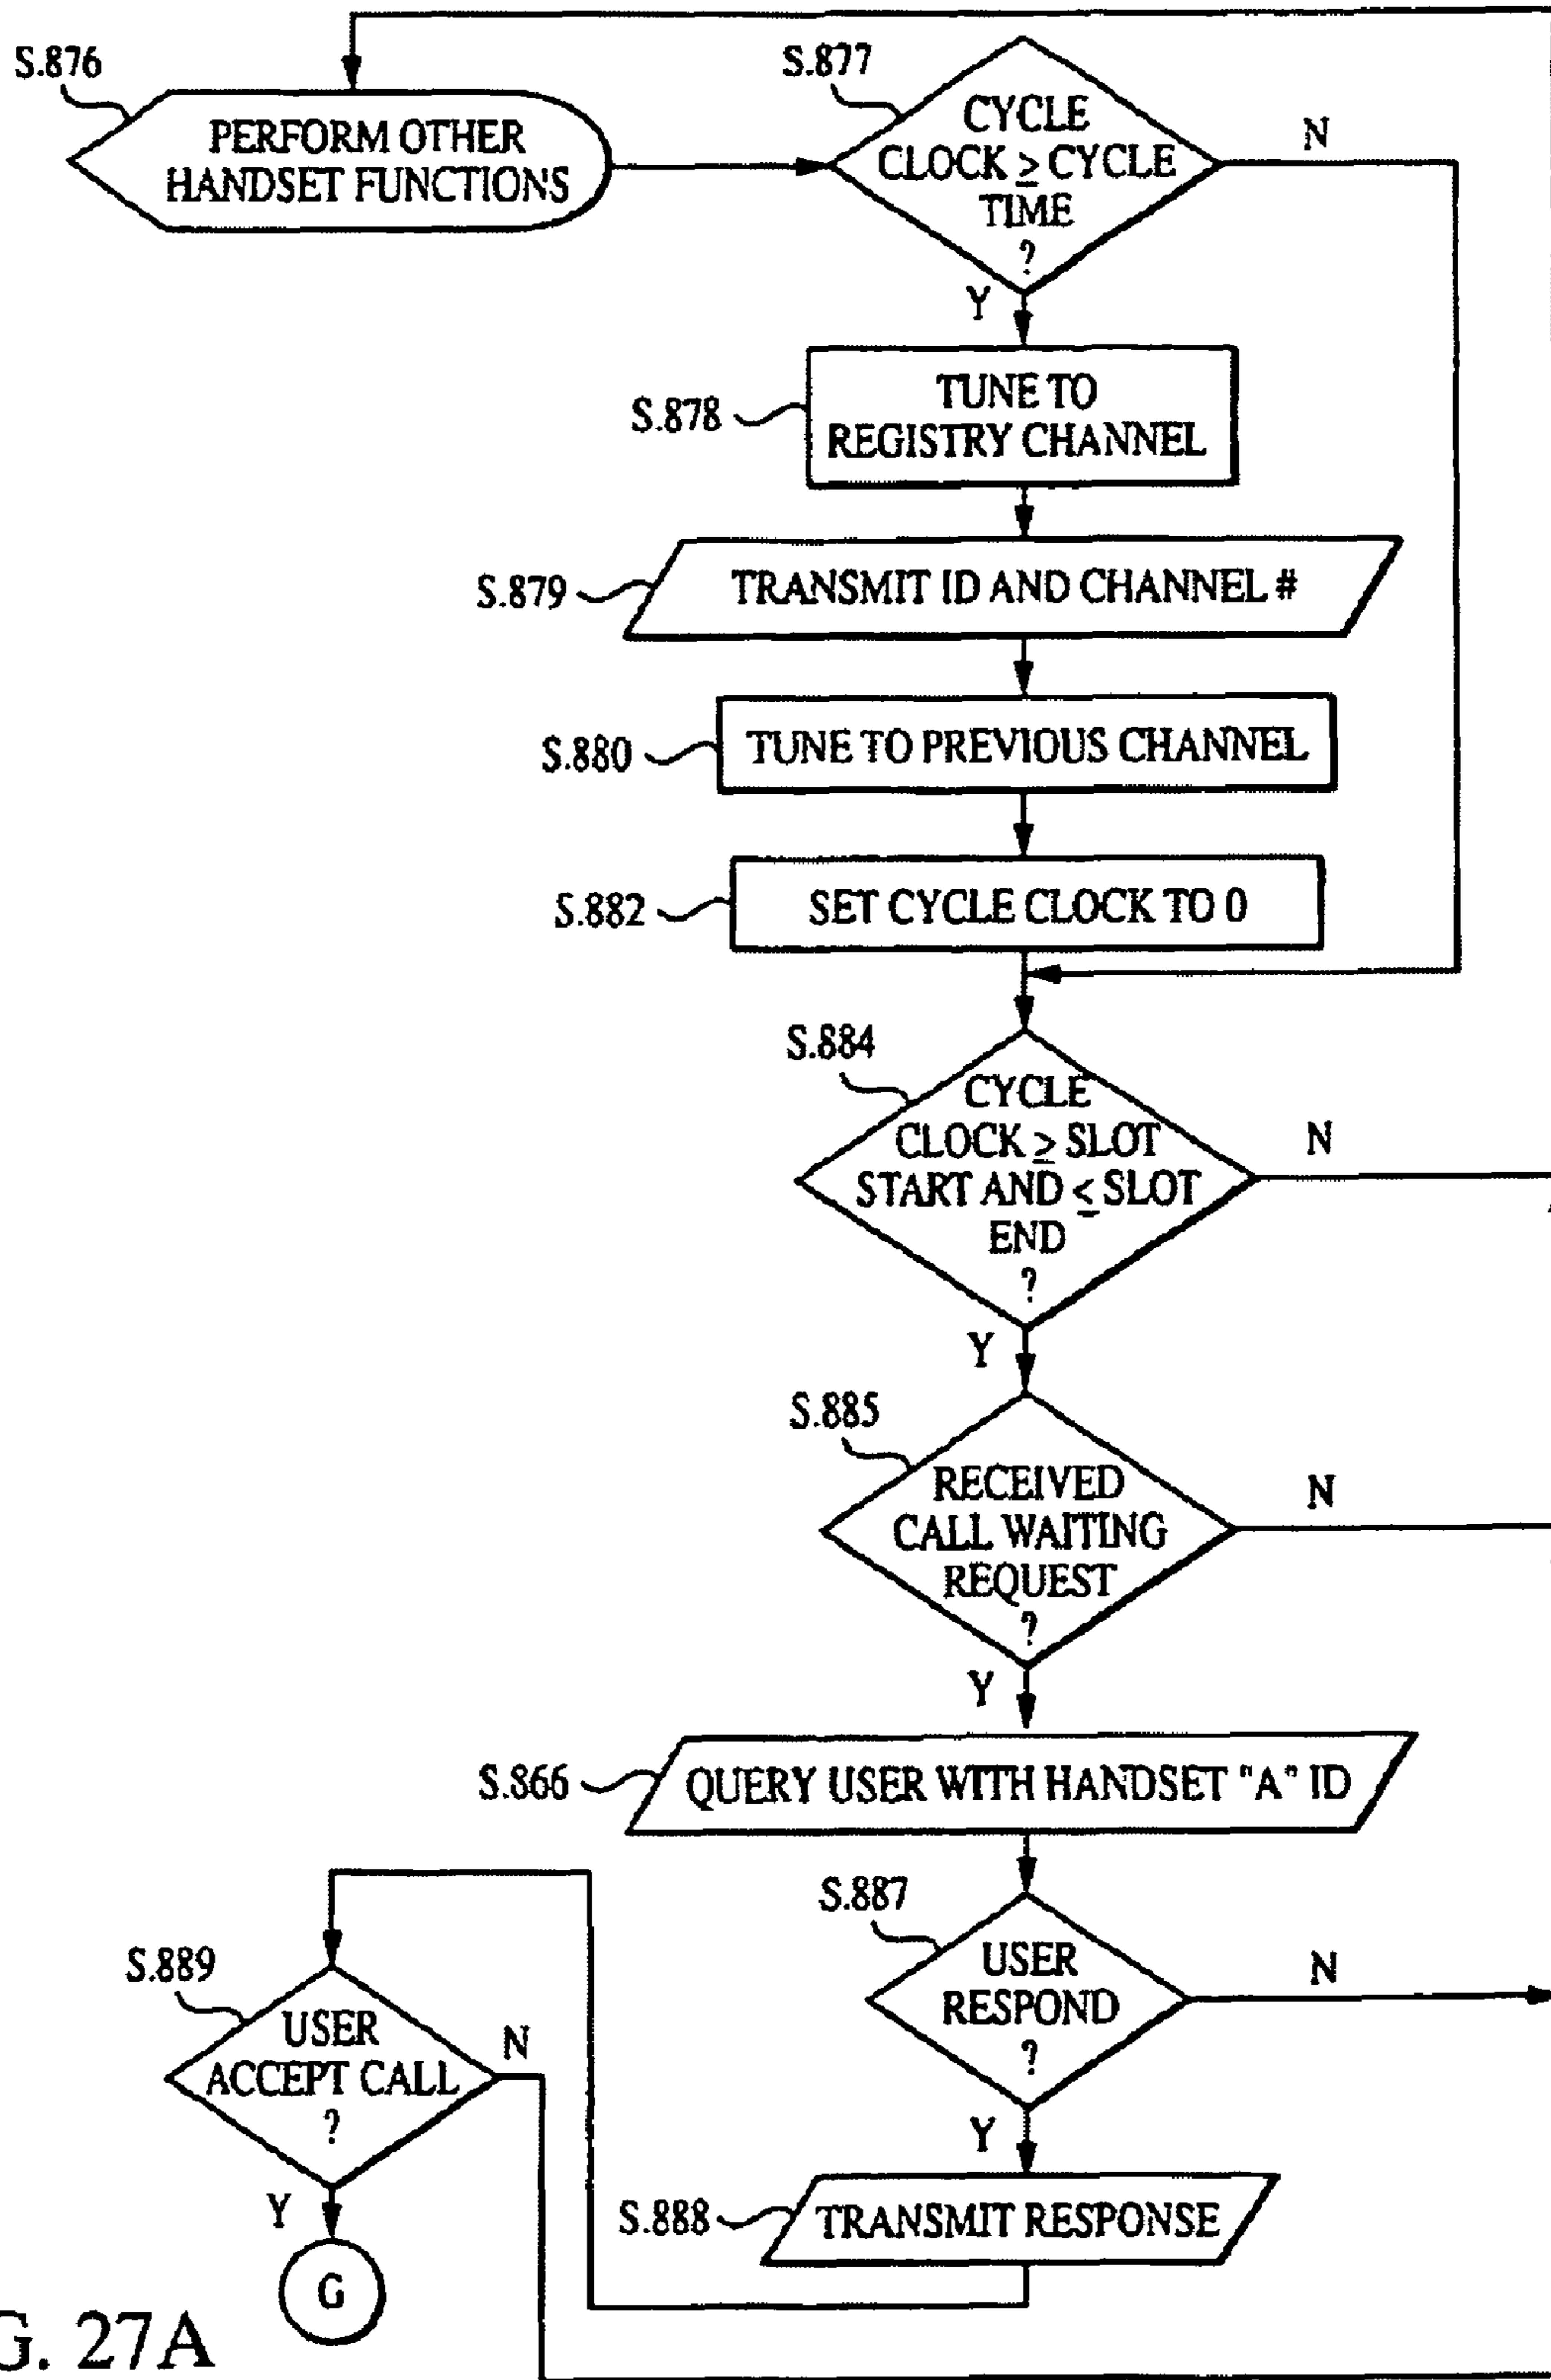 S.876
PERFORM OTHER
HANDSET FUNCTIONS
S.877
CYCLE
CLOCK ≥ CYCLE
TIME
?
N
Y
S.878
TUNE TO
REGISTRY CHANNEL
S.879
TRANSMIT ID AND CHANNEL #
S.880
TUNE TO PREVIOUS CHANNEL
S.882
SET CYCLE CLOCK TO 0
S.884
CYCLE
CLOCK ≥ SLOT
START AND ≤ SLOT
END
?
N
Y
S.885
RECEIVED
CALL WAITING
REQUEST
?
N
Y
S.866
QUERY USER WITH HANDSET "A" ID
S.887
USER
RESPOND
?
N
Y
S.888
TRANSMIT RESPONSE
S.889
USER
ACCEPT CALL
?
N
Y
G
G. 27A